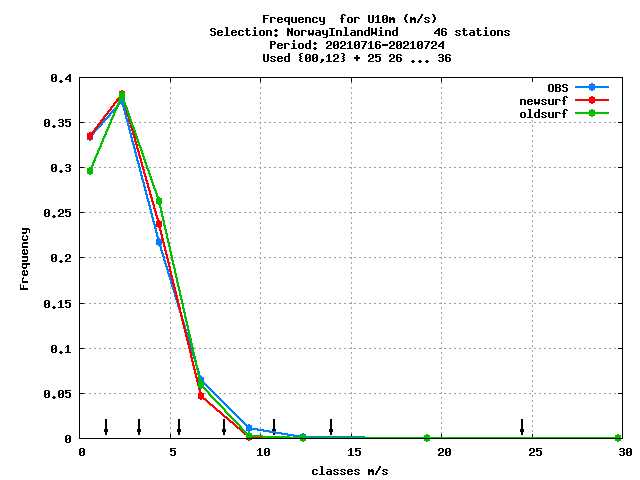 Frequency  for U10m (m/s)
Selection: NorwayInlandWind     46 stations
Period: 20210716-20210724
Used {00,12} + 25 26 ... 36
OBS
newsurf
oldsurf
0.4
0.35
0.3
0.25
0.2
0.15
0.1
0.05
0
Frequency
0 5 10 15 20 25 30
classes m/s